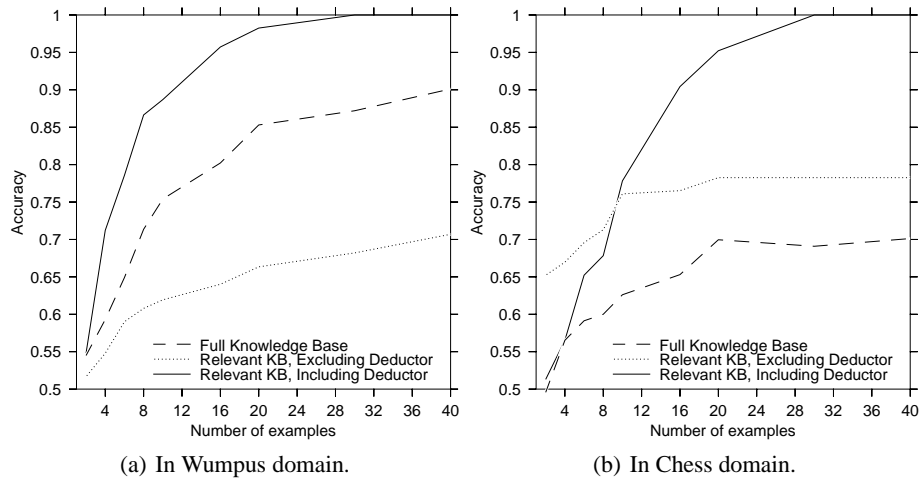 1
0.95
0.9
0.85
0.8
0.75
0.7
0.65
0.6
0.55
0.5
Accuracy
4 8 12 16 20 24 28 32 36 40
Number of examples
Full Knowledge Base
Relevant KB, Excluding Deductor
Relevant KB, Including Deductor
(a) In Wumpus domain.
1
0.95
0.9
0.85
0.8
0.75
0.7
0.65
0.6
0.55
0.5
Accuracy
4 8 12 16 20 24 28 32 36 40
Number of examples
Full Knowledge Base
Relevant KB, Excluding Deductor
Relevant KB, Including Deductor
(b) In Chess domain.